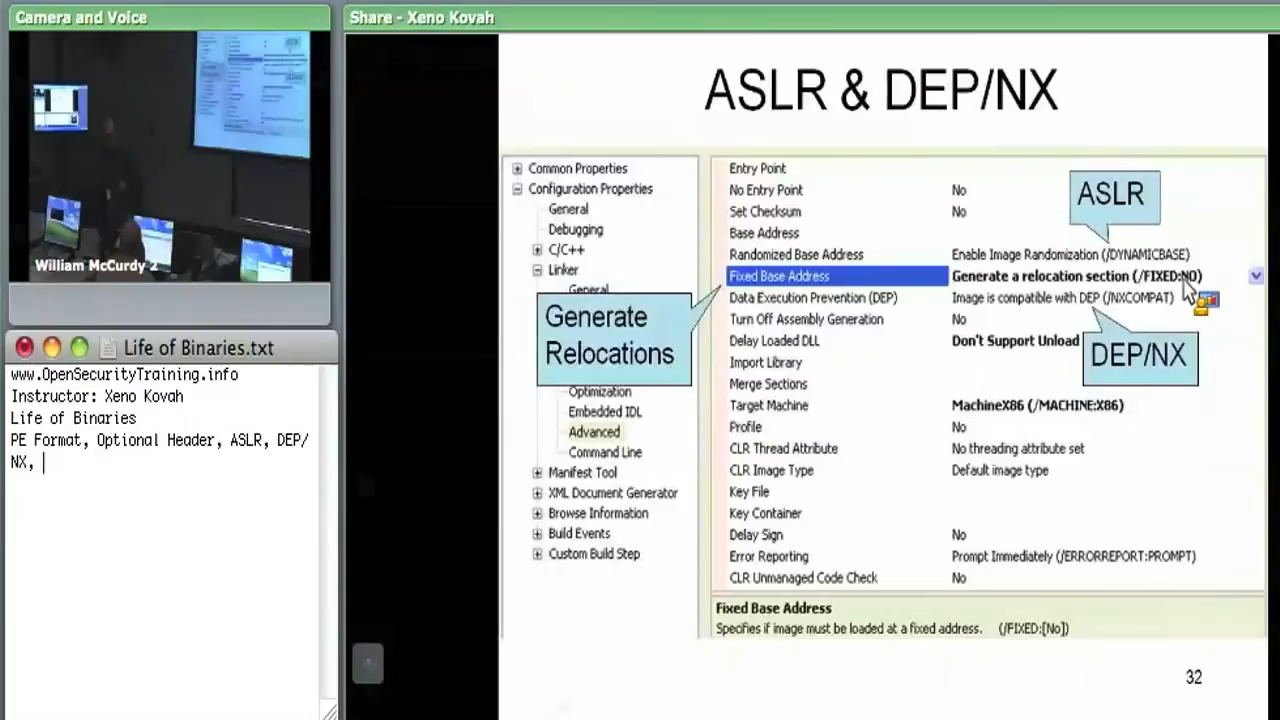 Camera and Voice
William McCurdy 2
Life of Binaries.txt
www.OpenSecurityTraining.info
Instructor: Xeno Kovah
Life of Binaries
PE Format, Optional Header, ASLR, DEP/
NX,
Share - Xeno Kovah
ASLR & DEP/NX
Common Properties
Configuration Properties
General
Debugging
C/C++
Linker
General
Generate
Relocations
Optimization
Embedded IDL
Advanced
Command Line
Manifest Tool
XML Document Generator
Browse Information
Build Events
Custom Build Step
Entry Point
No Entry Point No
Set Checksum No
Base Address
Randomized Base Address Enable Image Randomization (/DYNAMICBASE)
Fixed Base Address Generate a relocation section (/FIXED:NO)
Data Execution Prevention (DEP) Image is compatible with DEP (/NXCOMPAT)
Turn Off Assembly Generation No
Delay Loaded DLL Don't Support Unload
Import Library
Merge Sections
Target Machine MachineX86 (/MACHINE:X86)
Profile No
CLR Thread Attribute No threading attribute set
CLR Image Type Default image type
Key File
Key Container
Delay Sign No
Error Reporting Prompt Immediately (/ERRORREPORT:PROMPT)
CLR Unmanaged Code Check No
ASLR
DEP/NX
Fixed Base Address
Specifies if image must be loaded at a fixed address. (/FIXED:[No])
32